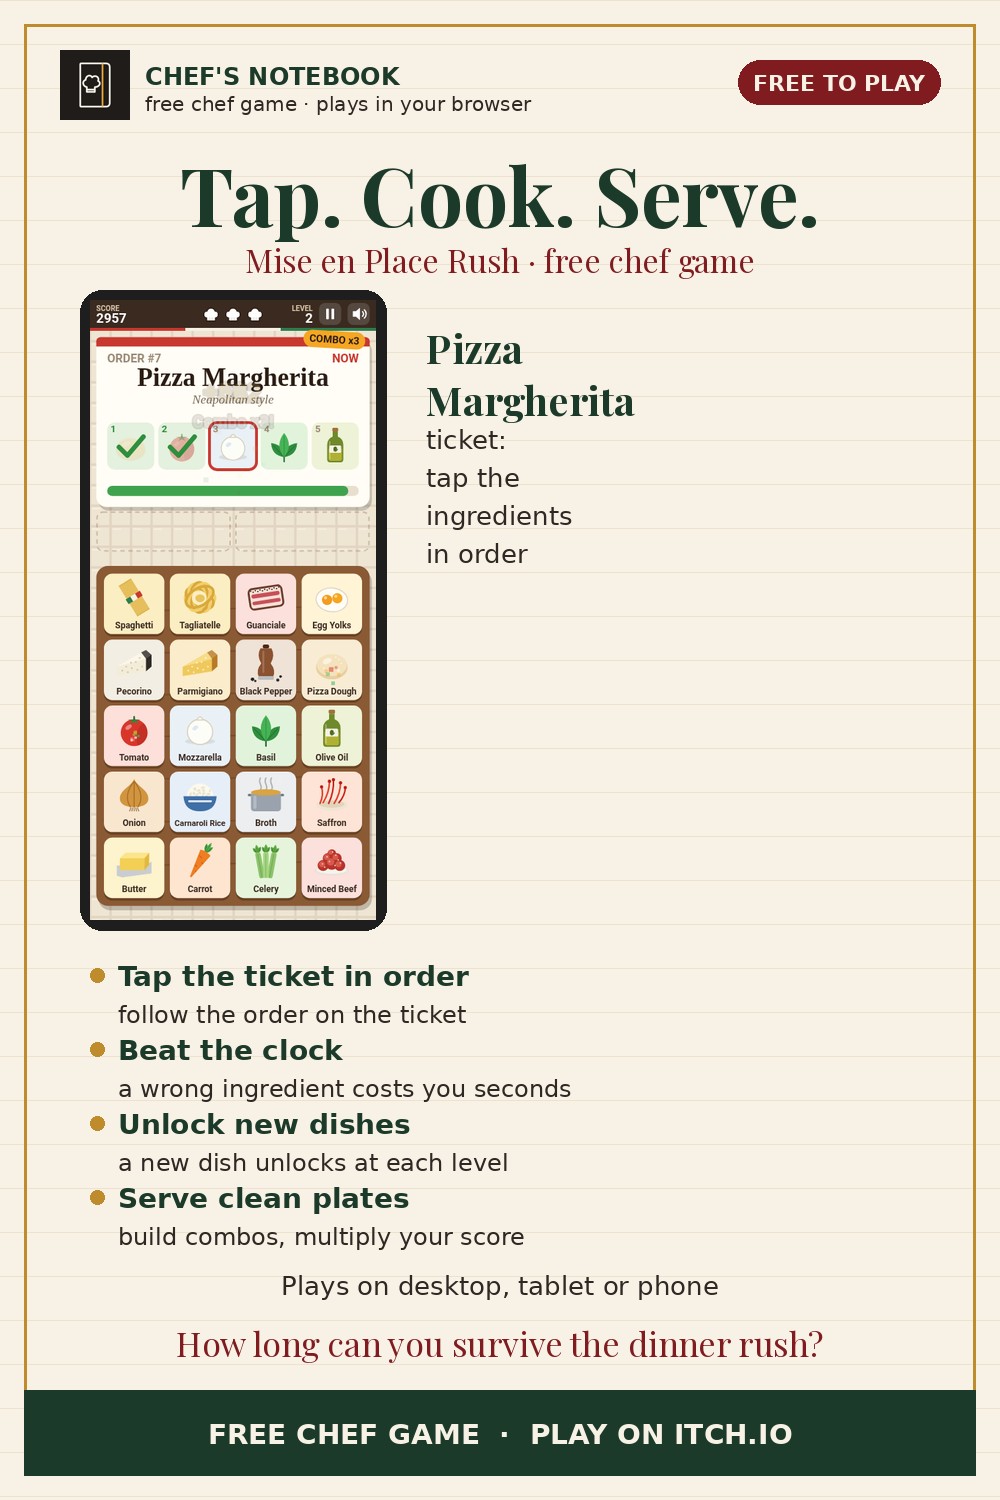 CHEF'S NOTEBOOK
free chef game · plays in your browser
FREE TO PLAY
Tap. Cook. Serve.
Mise en Place Rush · free chef game
SCORE
2957
LEVEL
2
COMBO x3
ORDER #7
NOW
Pizza Margherita
Neapolitan style
1 2 3 4 5
Spaghetti Tagliatelle Guanciale Egg Yolks
Pecorino Parmigiano Black Pepper Pizza Dough
Tomato Mozzarella Basil Olive Oil
Onion Carnaroli Rice Broth Saffron
Butter Carrot Celery Minced Beef
Pizza
Margherita
ticket:
tap the
ingredients
in order
Tap the ticket in order
follow the order on the ticket
Beat the clock
a wrong ingredient costs you seconds
Unlock new dishes
a new dish unlocks at each level
Serve clean plates
build combos, multiply your score
Plays on desktop, tablet or phone
How long can you survive the dinner rush?
FREE CHEF GAME · PLAY ON ITCH.IO